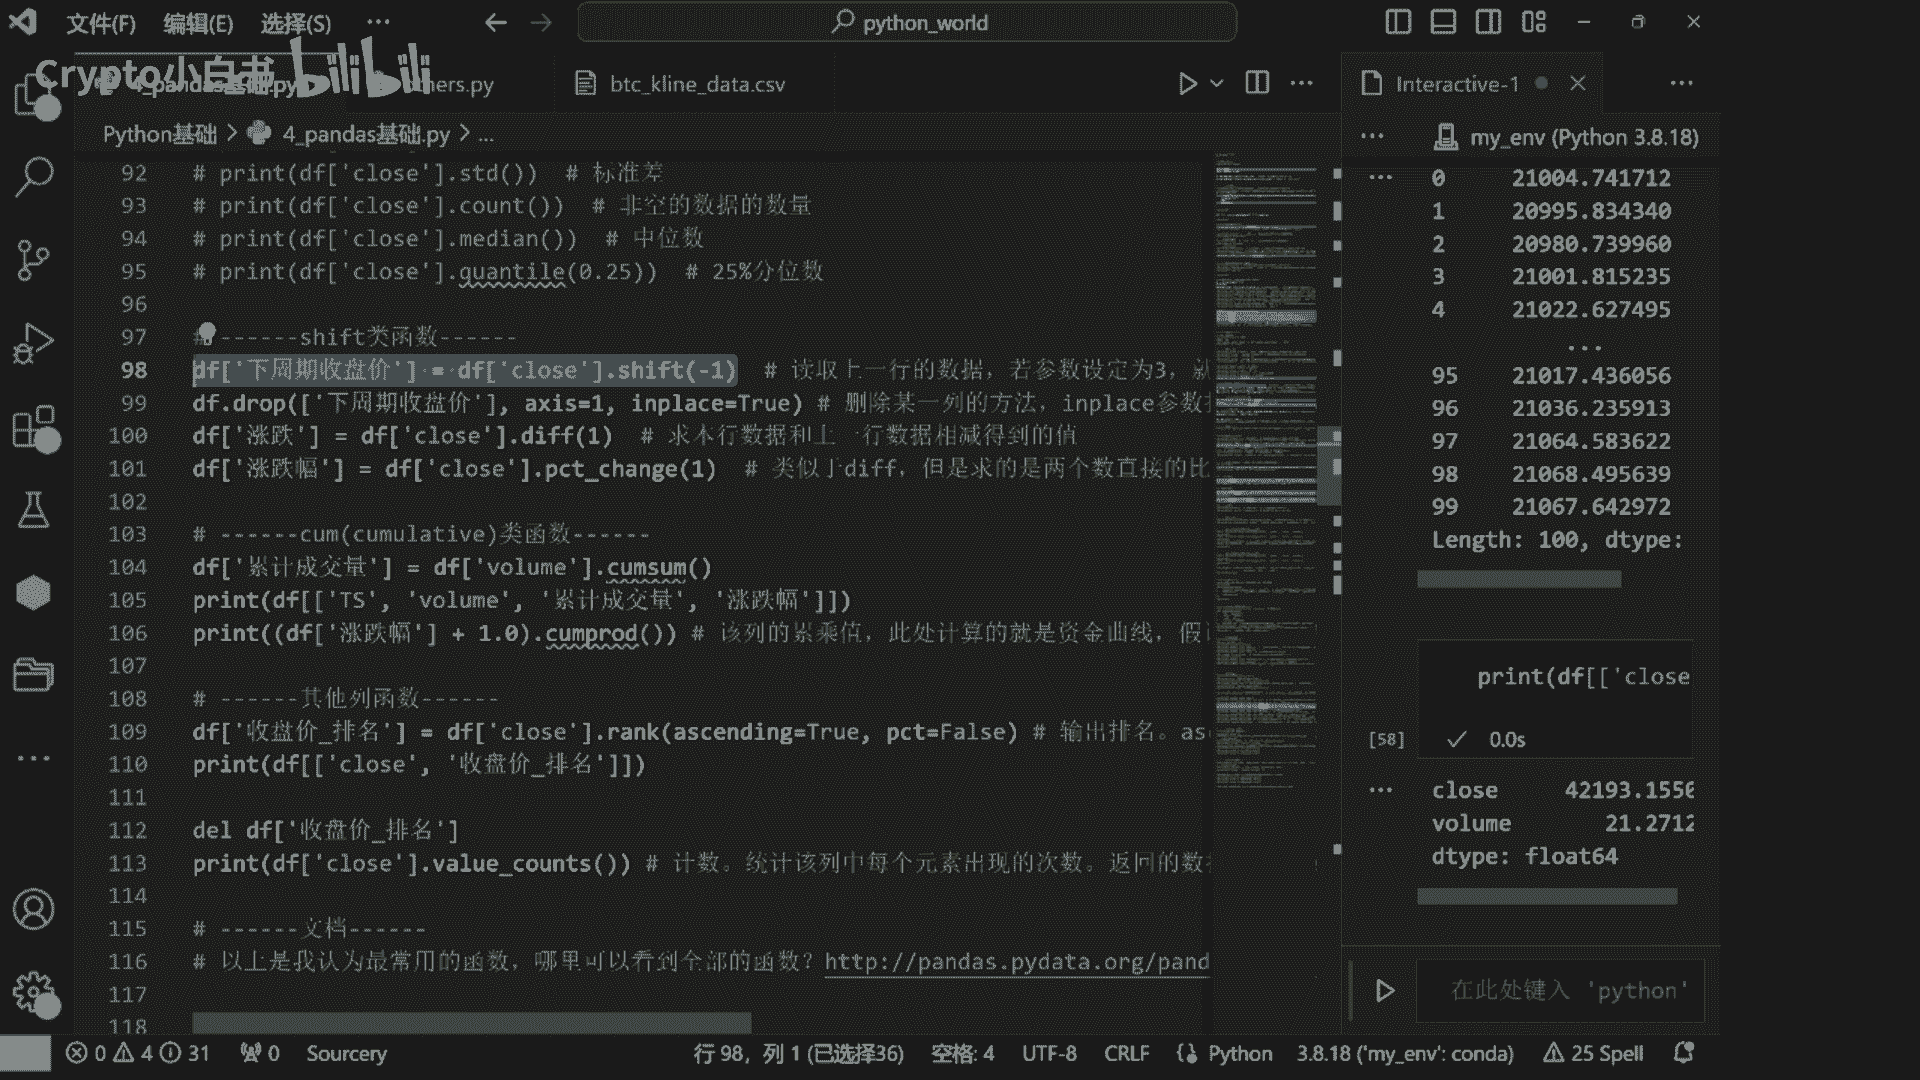 文件(F) 编辑(E) 选择(S) ··· python_world
Crypto小白书 bilibili
4_pandas基础.py hers.py btc_kline_data.csv
Interactive-1
Python基础 > 4_pandas基础.py > ...
my_env (Python 3.8.18)
92 # print(df['close'].std())  # 标准差
93 # print(df['close'].count())  # 非空的数据的数量
94 # print(df['close'].median())  # 中位数
95 # print(df['close'].quantile(0.25))  # 25%分位数
96
97 # ------shift类函数------
98 df['下周期收盘价'] = df['close'].shift(-1)  # 读取上一行的数据，若参数设定为3，就
99 df.drop(['下周期收盘价'], axis=1, inplace=True) # 删除某一列的方法，inplace参数
100 df['涨跌'] = df['close'].diff(1)  # 求本行数据和上一行数据相减得到的值
101 df['涨跌幅'] = df['close'].pct_change(1)  # 类似于diff，但是求的是两个数直接的比
102
103 # ------cum(cumulative)类函数------
104 df['累计成交量'] = df['volume'].cumsum()
105 print(df[['TS', 'volume', '累计成交量', '涨跌幅']])
106 print((df['涨跌幅'] + 1.0).cumprod()) # 该列的累乘值，此处计算的就是资金曲线，假
107
108 # ------其他列函数------
109 df['收盘价_排名'] = df['close'].rank(ascending=True, pct=False) # 输出排名。asc
110 print(df[['close', '收盘价_排名']])
111
112 del df['收盘价_排名']
113 print(df['close'].value_counts()) # 计数。统计该列中每个元素出现的次数。返回的数
114
115 # ------文档------
116 # 以上是我认为最常用的函数，哪里可以看到全部的函数？http://pandas.pydata.org/pand
117
118
0 21004.741712
1 20995.834340
2 20980.739960
3 21001.815235
4 21022.627495
...
95 21017.436056
96 21036.235913
97 21064.583622
98 21068.495639
99 21067.642972
Length: 100, dtype:
print(df[['close
[58] ✓ 0.0s
close 42193.1550
volume 21.2712
dtype: float64
在此处键入 'python'
0 4 31 0 Sourcery 行 98，列 1 (已选择36) 空格: 4 UTF-8 CRLF Python 3.8.18 ('my_env': conda) 25 Spell